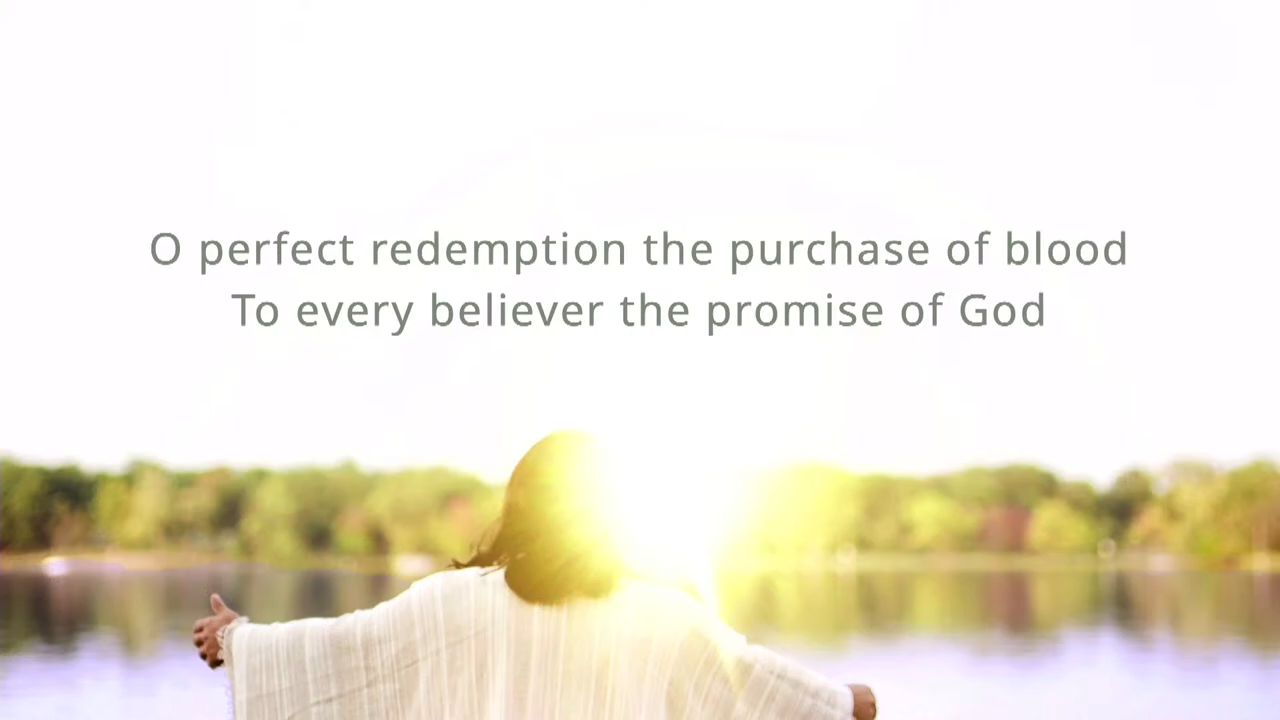 O perfect redemption the purchase of blood
To every believer the promise of God